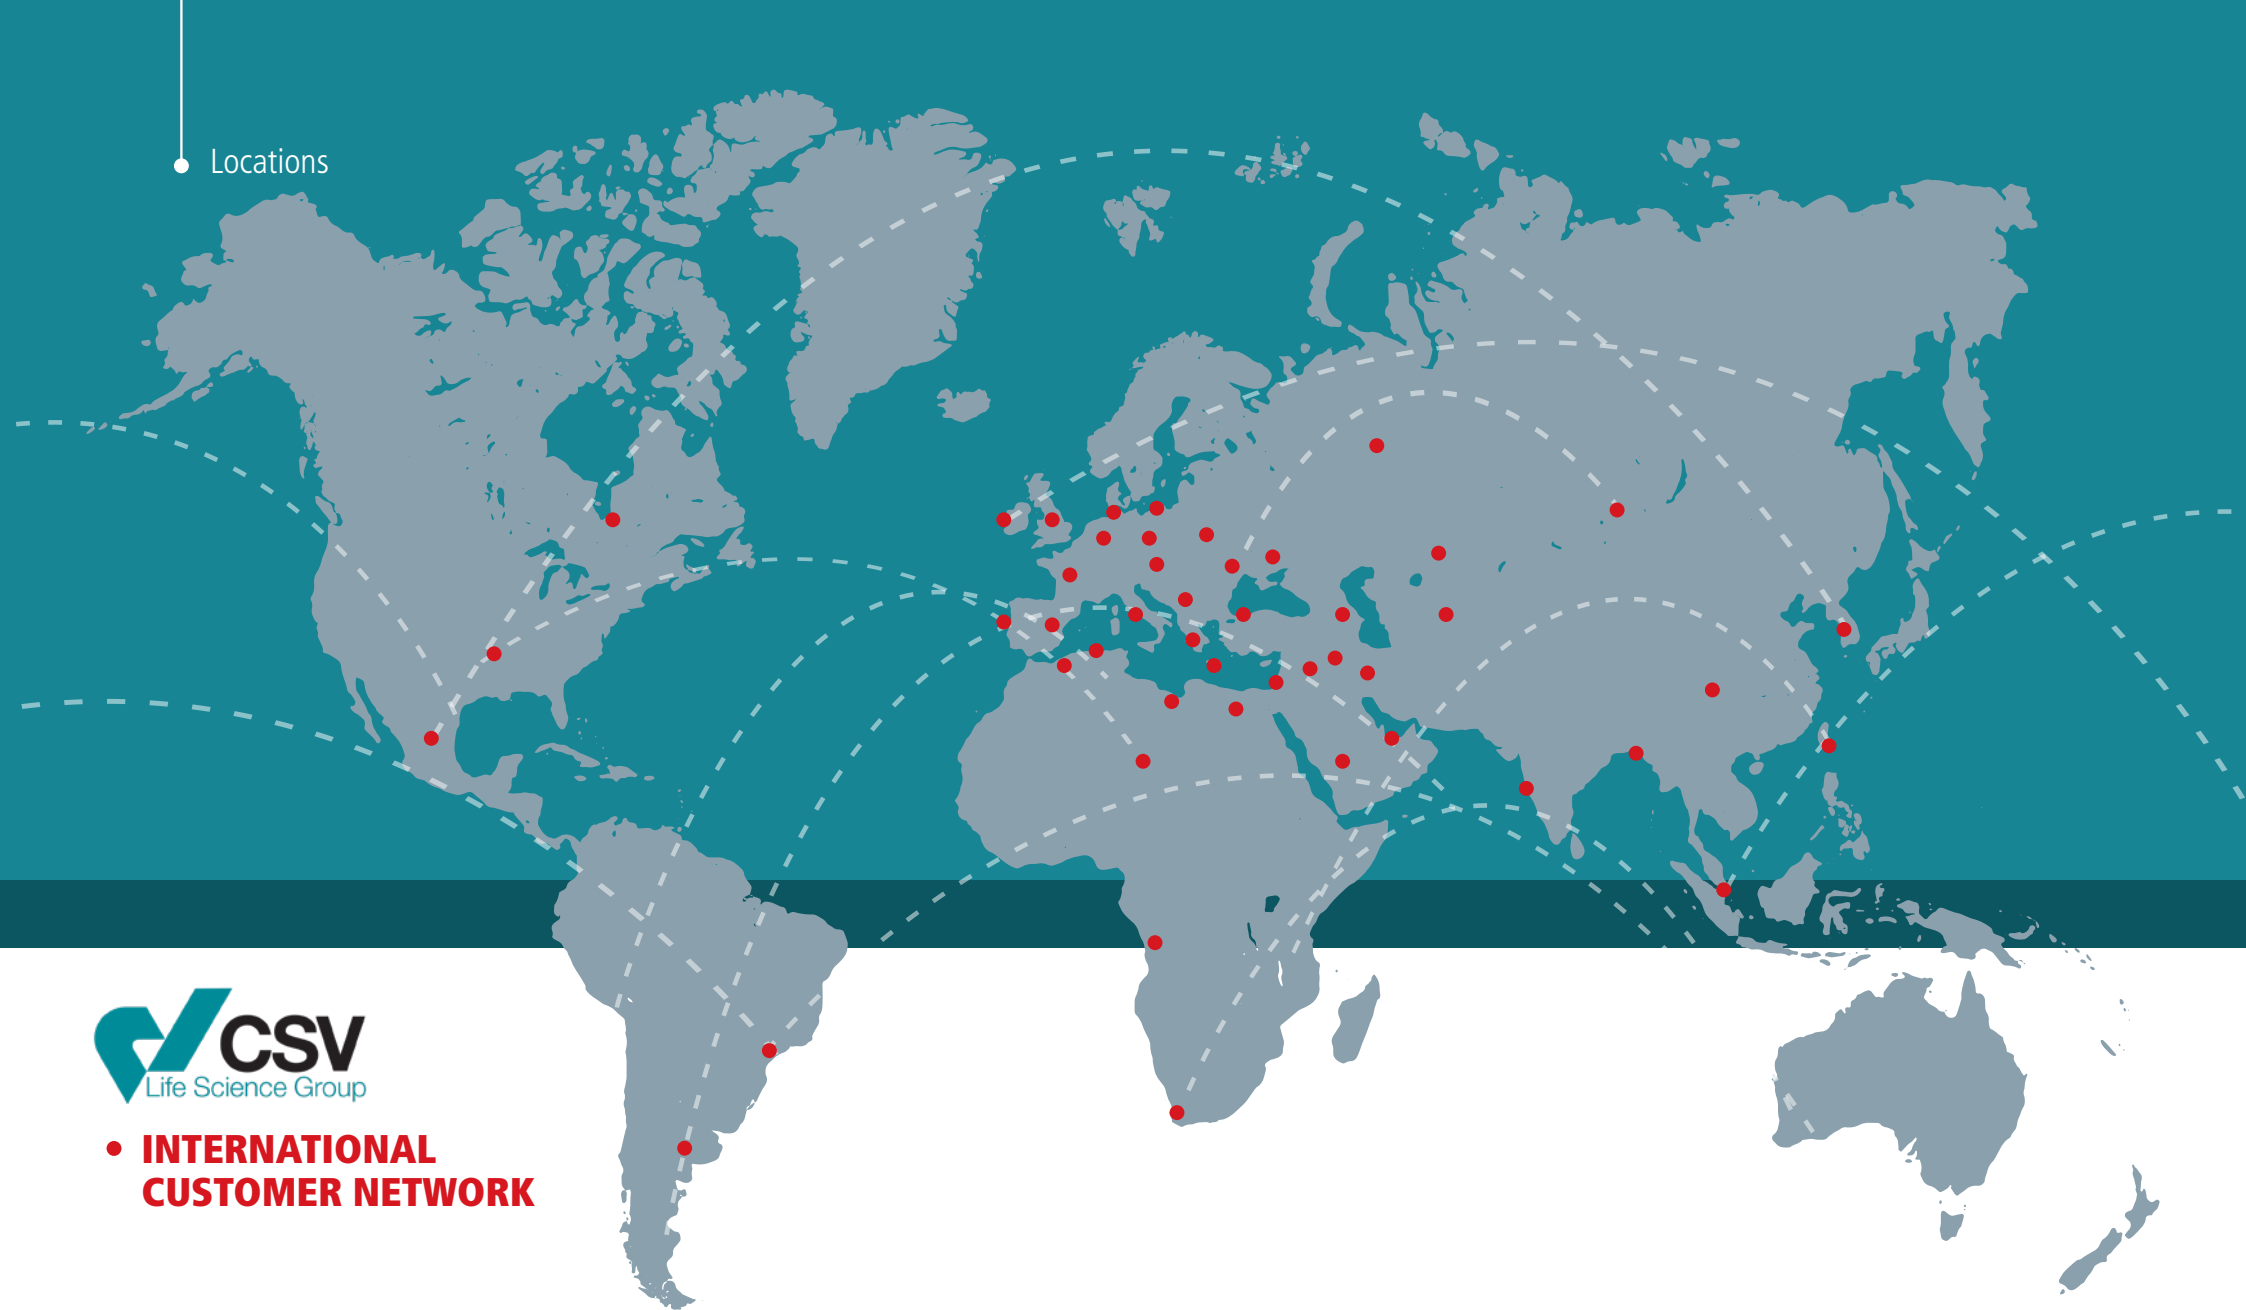 Locations
CSV
Life Science Group
INTERNATIONAL
CUSTOMER NETWORK